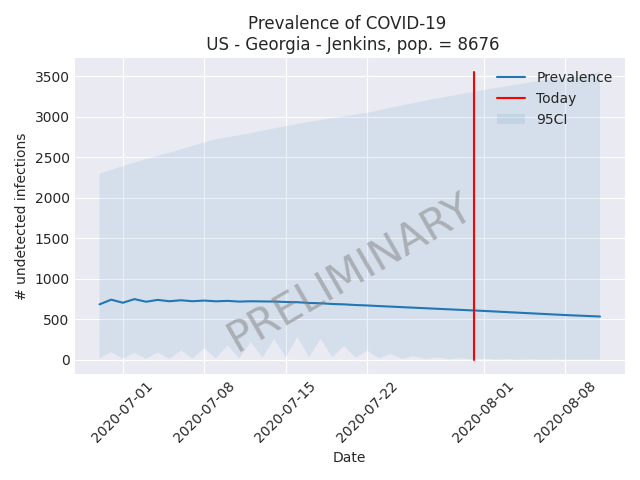 Prevalence of COVID-19
US - Georgia - Jenkins, pop. = 8676
3500
3000
2500
2000
1500
1000
500
0
# undetected infections
Prevalence
Today
95CI
PRELIMINARY
2020-07-01
2020-07-08
2020-07-15
2020-07-22
2020-08-01
2020-08-08
Date